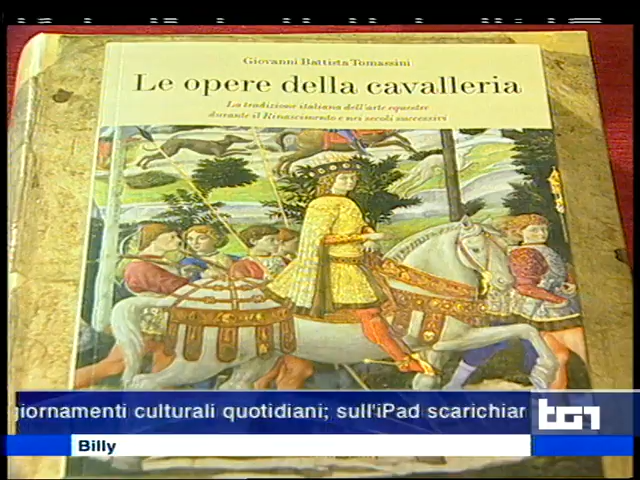 Giovanni Battista Tomassini
Le opere della cavalleria
La tradizione italiana dell'arte equestre
durante il Rinascimento e nei secoli successivi
giornamenti culturali quotidiani; sull'iPad scarichiar
tg1
Billy